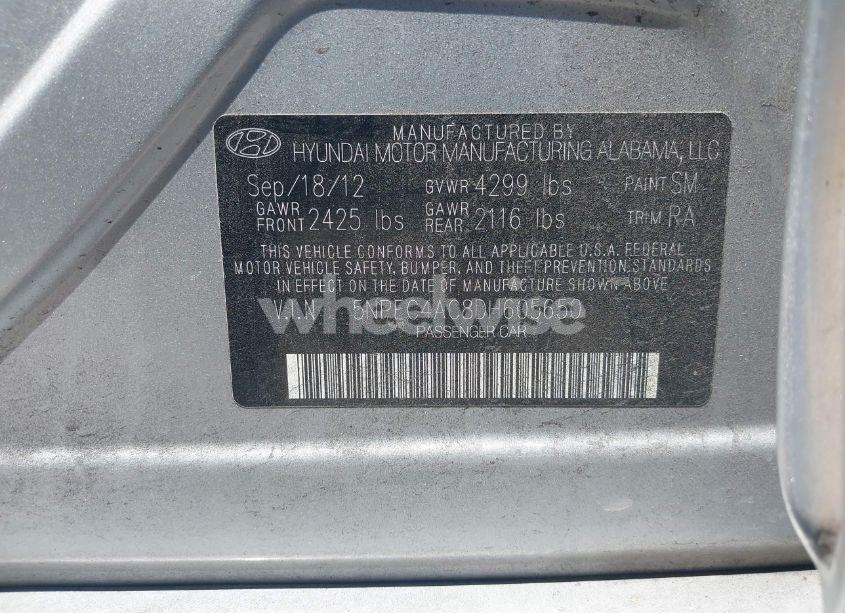 MANUFACTURED BY
HYUNDAI MOTOR MANUFACTURING ALABAMA, LLC
Sep/18/12 GVWR 4299 lbs PAINT SM
GAWR FRONT 2425 lbs GAWR REAR 2116 lbs TRIM RA
THIS VEHICLE CONFORMS TO ALL APPLICABLE U.S.A. FEDERAL
MOTOR VEHICLE SAFETY, BUMPER, AND THEFT PREVENTION STANDARDS
IN EFFECT ON THE DATE OF MANUFACTURE SHOWN ABOVE
V.I.N
wheelwise
PASSENGER CAR